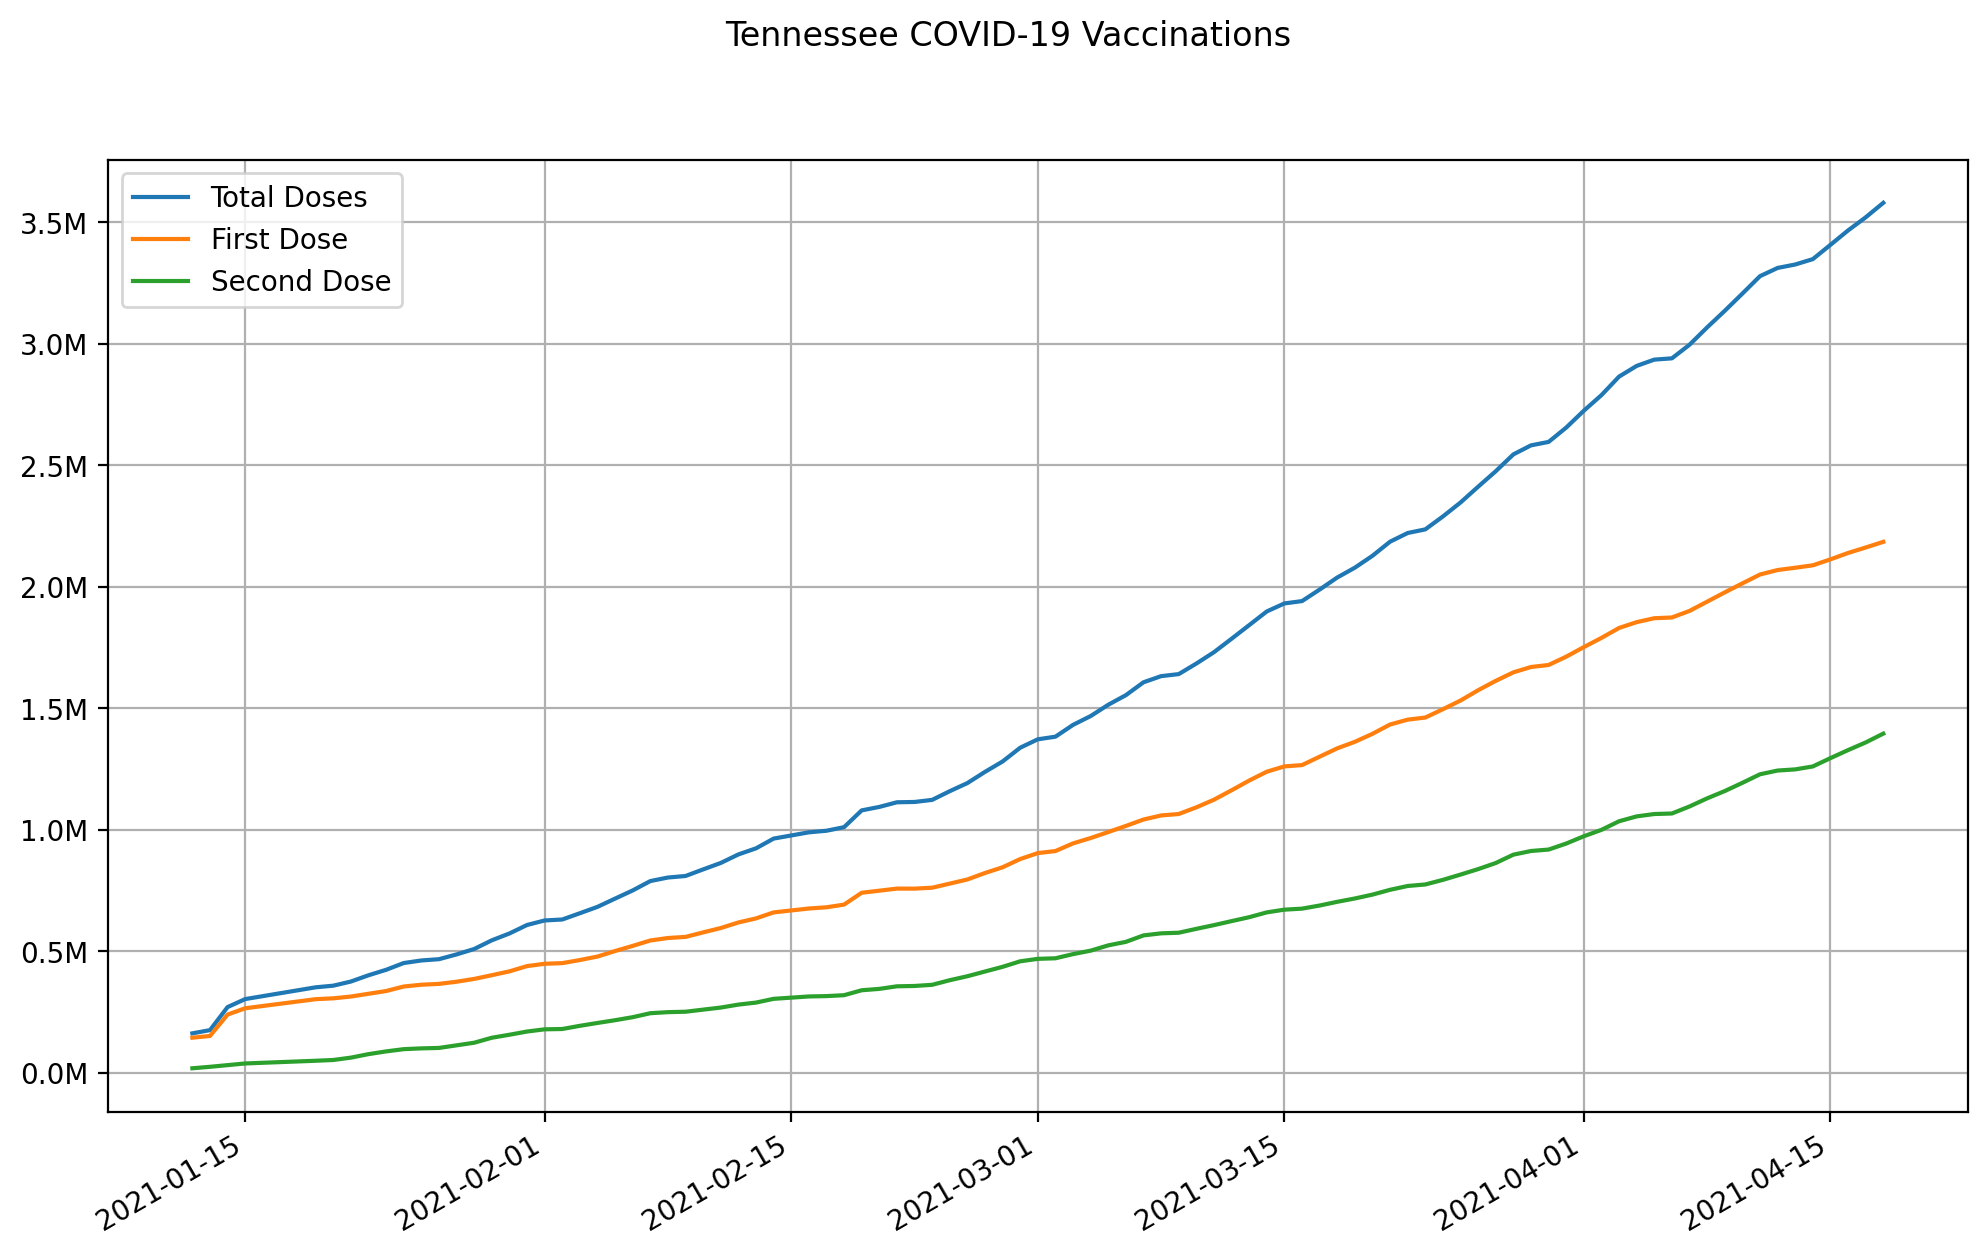 Tennessee COVID-19 Vaccinations
Total Doses
First Dose
Second Dose
3.5M
3.0M
2.5M
2.0M
1.5M
1.0M
0.5M
0.0M
2021-01-15
2021-02-01
2021-02-15
2021-03-01
2021-03-15
2021-04-01
2021-04-15